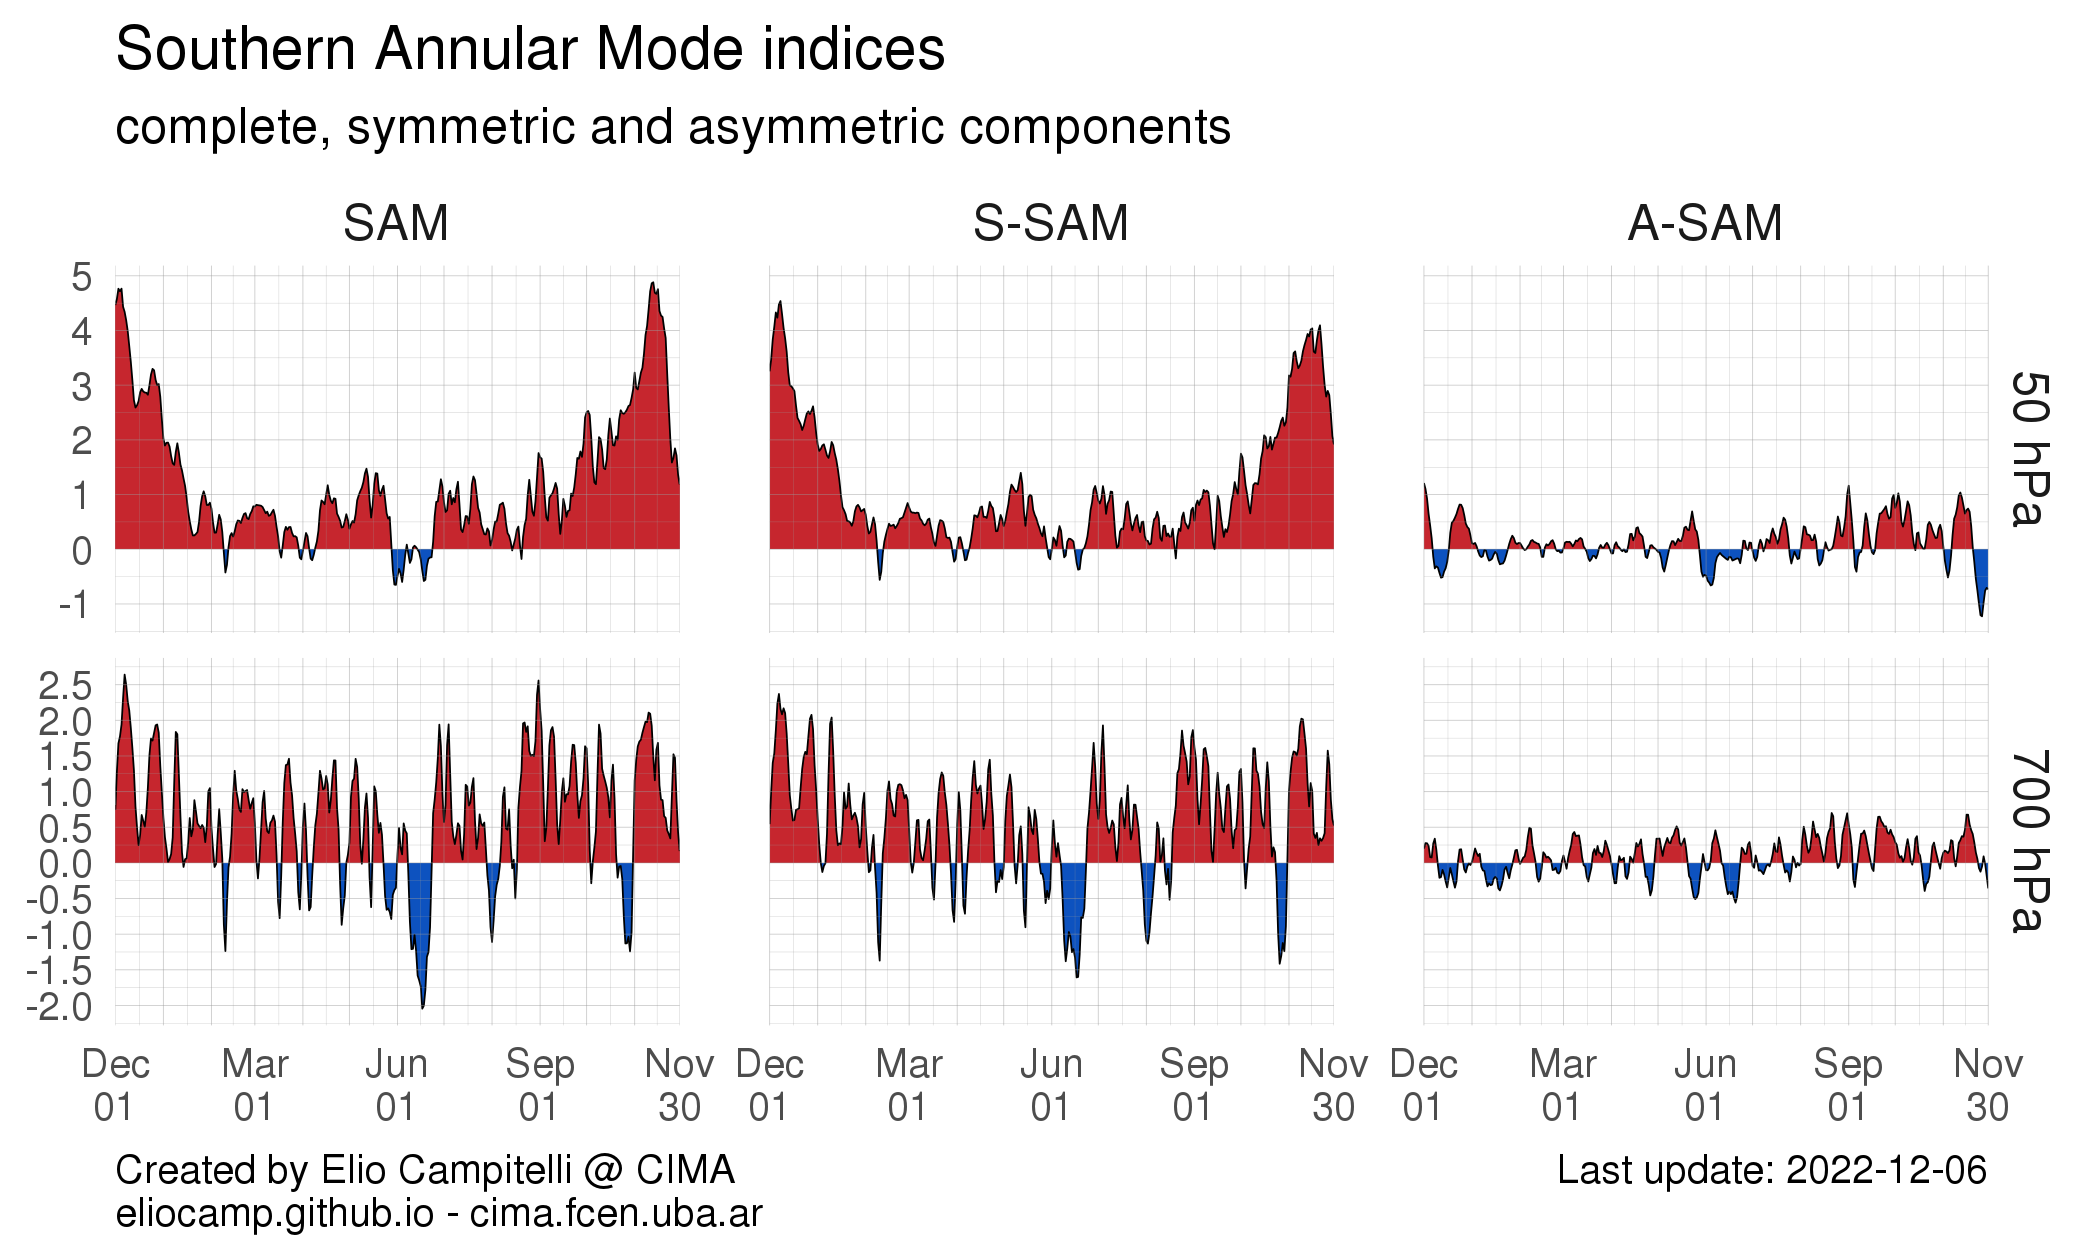 Southern Annular Mode indices
complete, symmetric and asymmetric components
SAM
S-SAM
A-SAM
5
4
3
2
1
0
-1
50 hPa
2.5
2.0
1.5
1.0
0.5
0.0
-0.5
-1.0
-1.5
-2.0
700 hPa
Dec Mar Jun Sep Nov Dec Mar Jun Sep Nov Dec Mar Jun Sep Nov
01 01 01 01 30 01 01 01 01 30 01 01 01 01 30
Created by Elio Campitelli @ CIMA
eliocamp.github.io - cima.fcen.uba.ar
Last update: 2022-12-06